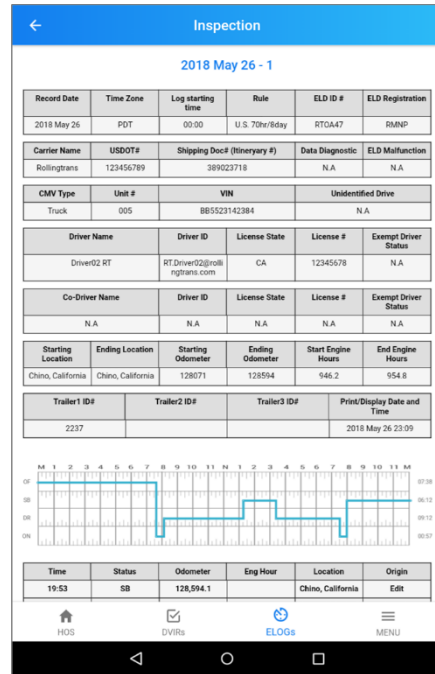 Inspection
2018 May 26 - 1
Record Date Time Zone Log starting time Rule ELD ID # ELD Registration
2018 May 26 PDT 00:00 U.S. 70hr/8day RTOA47 RMNP
Carrier Name USDOT# Shipping Doc# (Itineryary #) Data Diagnostic ELD Malfunction
Rollingtrans 123456789 389023718 N.A N.A
CMV Type Unit # VIN Unidentified Drive
Truck 005 BB5523142384 N.A
Driver Name Driver ID License State License # Exempt Driver Status
Driver02 RT RT.Driver02@rollingtrans.com CA 12345678 N.A
Co-Driver Name Driver ID License State License # Exempt Driver Status
N.A N.A N.A N.A N.A
Starting Location Ending Location Starting Odometer Ending Odometer Start Engine Hours End Engine Hours
Chino, California Chino, California 128071 128594 946.2 954.8
Trailer1 ID# Trailer2 ID# Trailer3 ID# Print/Display Date and Time
2237 2018 May 26 23:09
M 1 2 3 4 5 6 7 8 9 10 11 N 1 2 3 4 5 6 7 8 9 10 11 M
OF 07:38
SB 06:12
DR 09:12
ON 00:57
Time Status Odometer Eng Hour Location Origin
19:53 SB 128,594.1 Chino, California Edit
HOS DVIRs ELOGs MENU